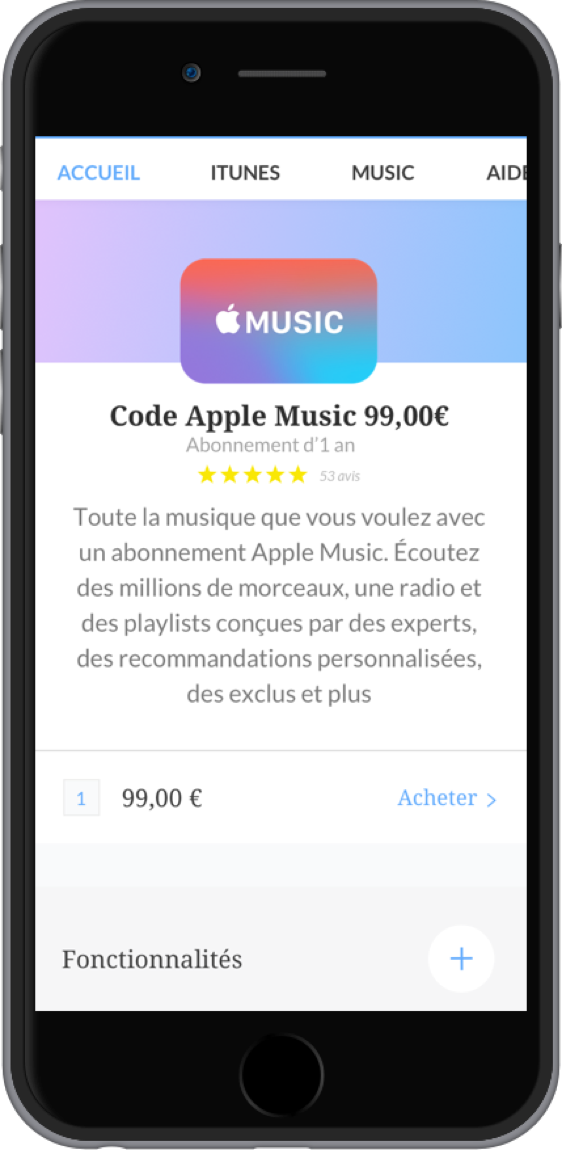 ACCUEIL ITUNES MUSIC AIDE
MUSIC
Code Apple Music 99,00€
Abonnement d'1 an
53 avis
Toute la musique que vous voulez avec
un abonnement Apple Music. Écoutez
des millions de morceaux, une radio et
des playlists conçues par des experts,
des recommandations personnalisées,
des exclus et plus
1 99,00 € Acheter >
Fonctionnalités +